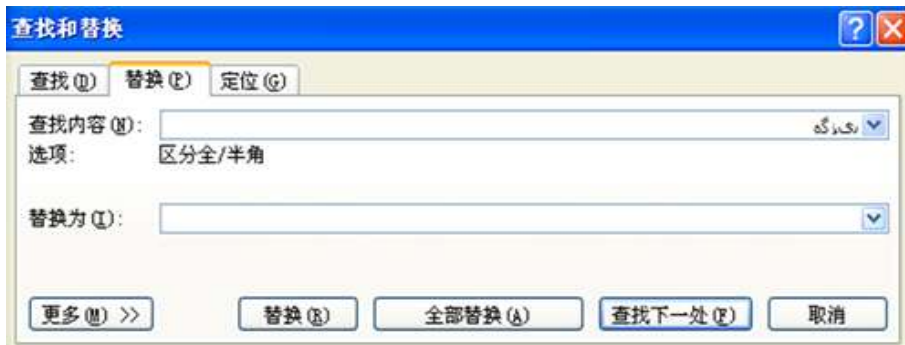 查找和替换
查找(D) 替换(P) 定位(G)
查找内容(N):
选项: 区分全/半角
替换为(I):
更多(M) >> 替换(R) 全部替换(A) 查找下一处(F) 取消